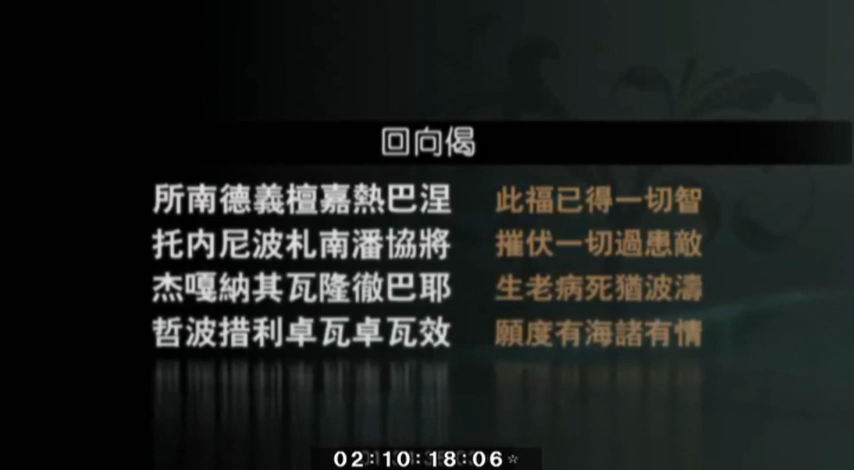 回向偈
所南德義檀嘉熱巴涅 此福已得一切智
托內尼波札南潘協將 摧伏一切過患敵
杰嘎納其瓦隆徹巴耶 生老病死猶波濤
哲波措利卓瓦卓瓦效 願度有海諸有情
02:10:18:06☆